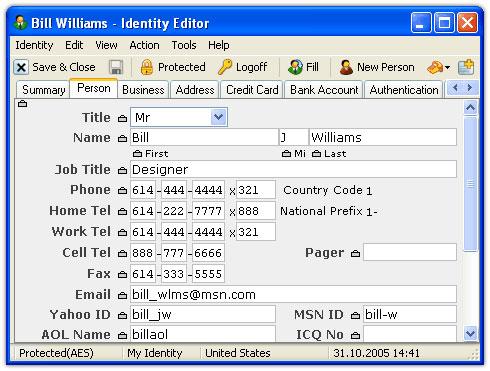 Bill Williams - Identity Editor
Identity Edit View Action Tools Help
Save & Close Protected Logoff Fill New Person
Summary Person Business Address Credit Card Bank Account Authentication
Title Mr
Name Bill J Williams
First Mi Last
Job Title Designer
Phone 614-444-4444 x 321 Country Code 1
Home Tel 614-222-7777 x 888 National Prefix 1-
Work Tel 614-444-4444 x 321
Cell Tel 888-777-6666 Pager
Fax 614-333-5555
Email bill_wlms@msn.com
Yahoo ID bill_jw MSN ID bill-w
AOL Name billaol ICQ No
Protected(AES) My Identity United States 31.10.2005 14:41